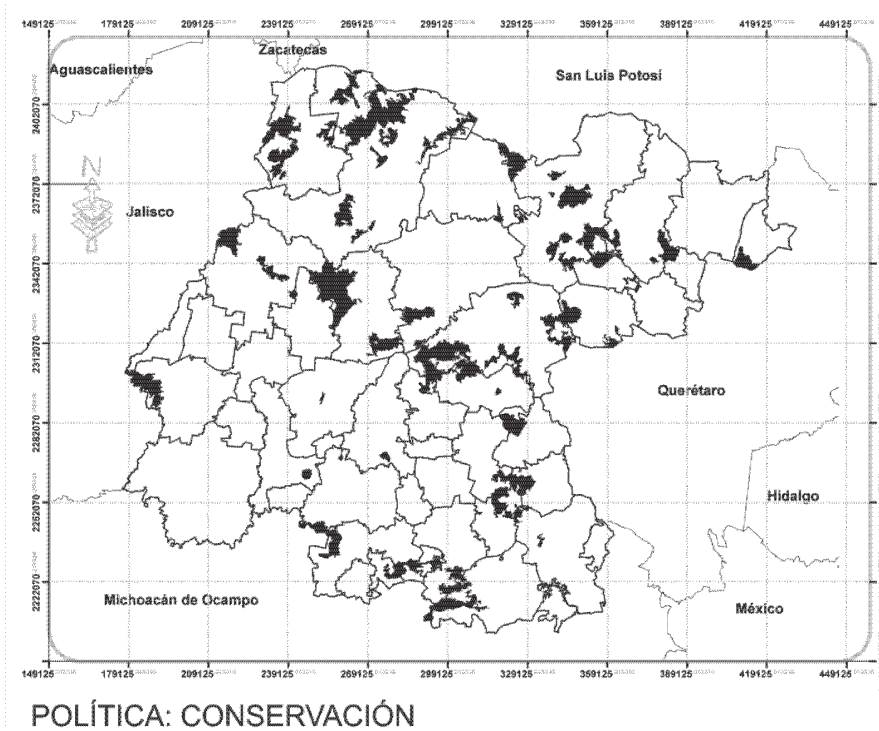 149125 179125 209125 239125 269125 299125 329125 359125 389125 419125 449125
Zacatecas
Aguascalientes
San Luis Potosí
2402070
N
2372070
Jalisco
2342070
2312070
Querétaro
2282070
Hidalgo
2252070
2222070
Michoacán de Ocampo
México
149125 179125 209125 239125 269125 299125 329125 359125 389125 419125 449125
POLÍTICA: CONSERVACIÓN